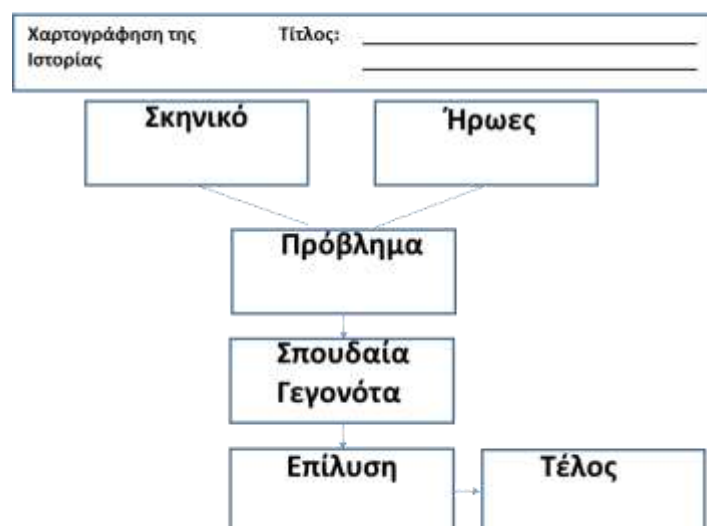 Χαρτογράφηση της
Ιστορίας
Τίτλος:
Σκηνικό
Ήρωες
Πρόβλημα
Σπουδαία
Γεγονότα
Επίλυση
Τέλος